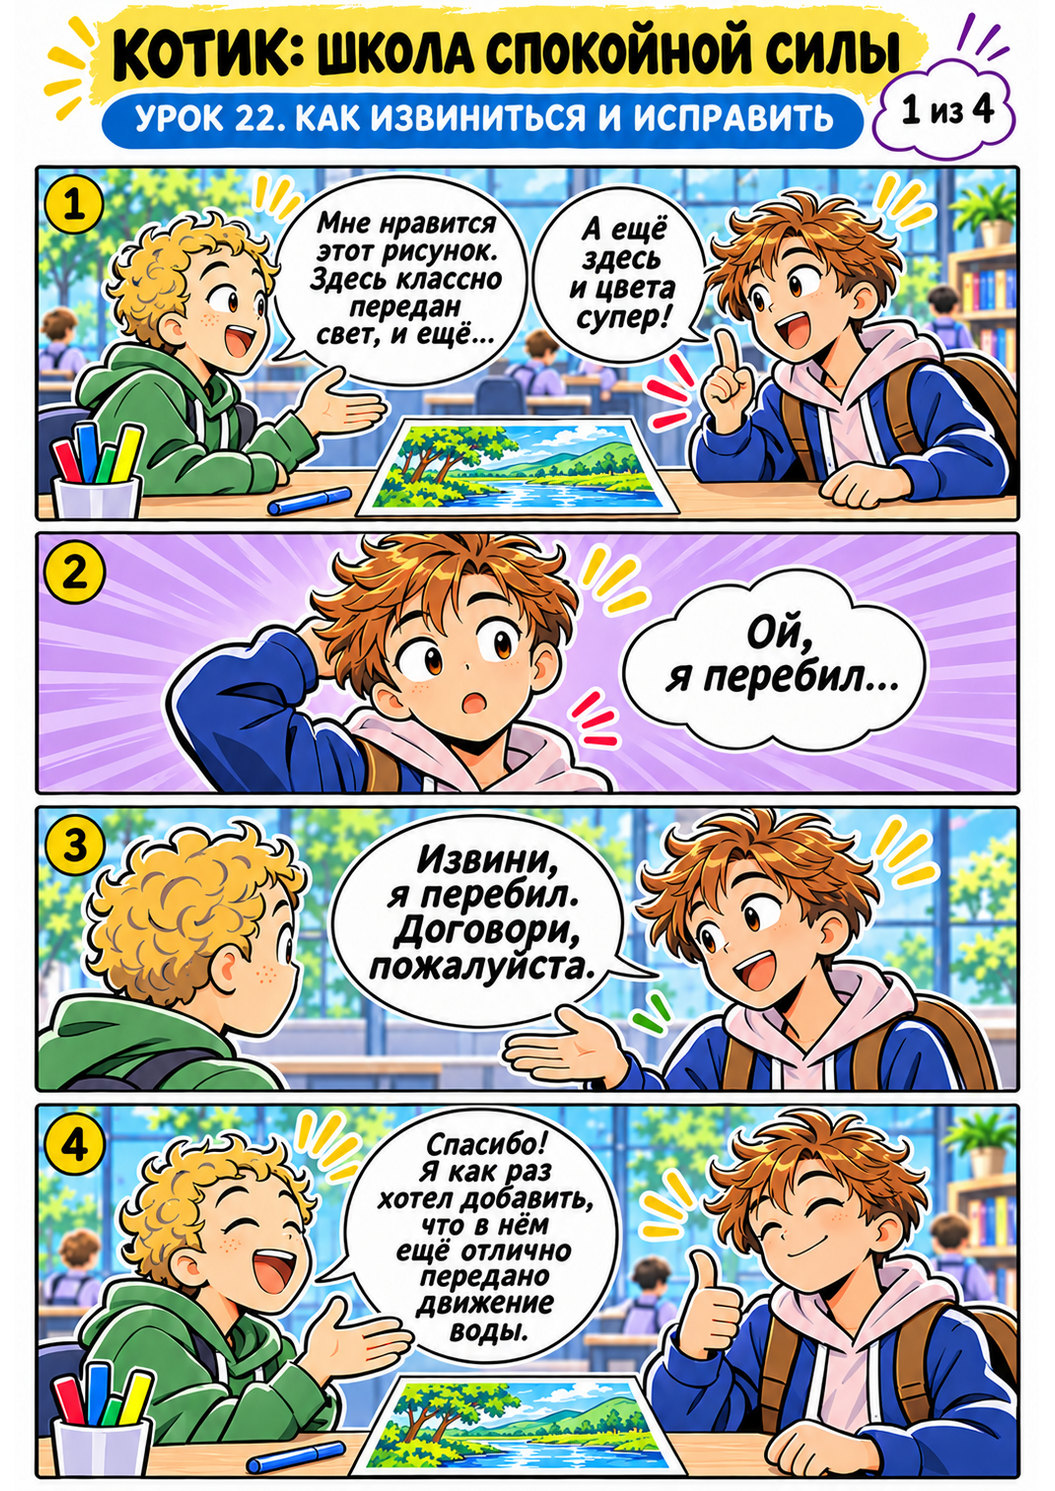 КОТИК: ШКОЛА СПОКОЙНОЙ СИЛЫ
УРОК 22. КАК ИЗВИНИТЬСЯ И ИСПРАВИТЬ
1 из 4
1
Мне нравится
этот рисунок.
Здесь классно
передан
свет, и ещё...
А ещё
здесь
и цвета
супер!
2
Ой,
я перебил...
3
Извини,
я перебил.
Договори,
пожалуйста.
4
Спасибо!
Я как раз
хотел добавить,
что в нём
ещё отлично
передано
движение
воды.